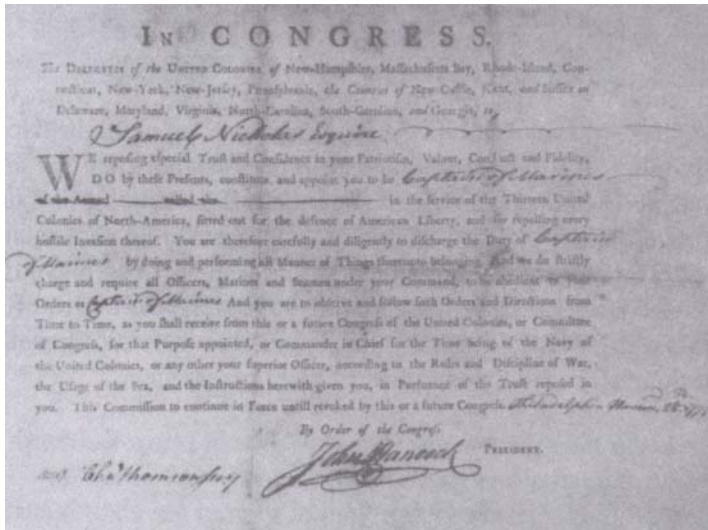 IN CONGRESS.
The DELEGATES of the UNITED COLONIES of New-Hampshire, Massachusetts Bay, Rhode-Island, Con-
necticut, New-York, New-Jersey, Pennsylvania, the Counties of New-Castle, Kent, and Sussex on
Delaware, Maryland, Virginia, North-Carolina, South-Carolina, and Georgia, to
Samuel Nicholas Esquire
WE reposing especial Trust and Confidence in your Patriotism, Valour, Conduct and Fidelity,
DO by these Presents, constitute and appoint you to be Captain of Marines
of the Armed called the in the service of the Thirteen United
Colonies of North-America, fitted out for the defence of American Liberty, and for repelling every
hostile Invasion thereof. You are therefore carefully and diligently to discharge the Duty of Captain
of Marines by doing and performing all Manner of Things thereunto belonging. And we do strictly
charge and require all Officers, Marines and Seamen under your Command, to be obedient to your
Orders as Captain of Marines And you are to observe and follow such Orders and Directions from
Time to Time, as you shall receive from this or a future Congress of the United Colonies, or Committee
of Congress, for that Purpose appointed, or Commander in Chief for the Time being of the Navy of
the United Colonies, or any other your superior Officer, according to the Rules and Discipline of War,
the Usage of the Sea, and the Instructions herewith given you, in Pursuance of the Trust reposed in
you. This Commission to continue in Force untill revoked by this or a future Congress. Philadelphia 28th
By Order of the Congress
John Hancock PRESIDENT.
Attest Cha Thomson secy